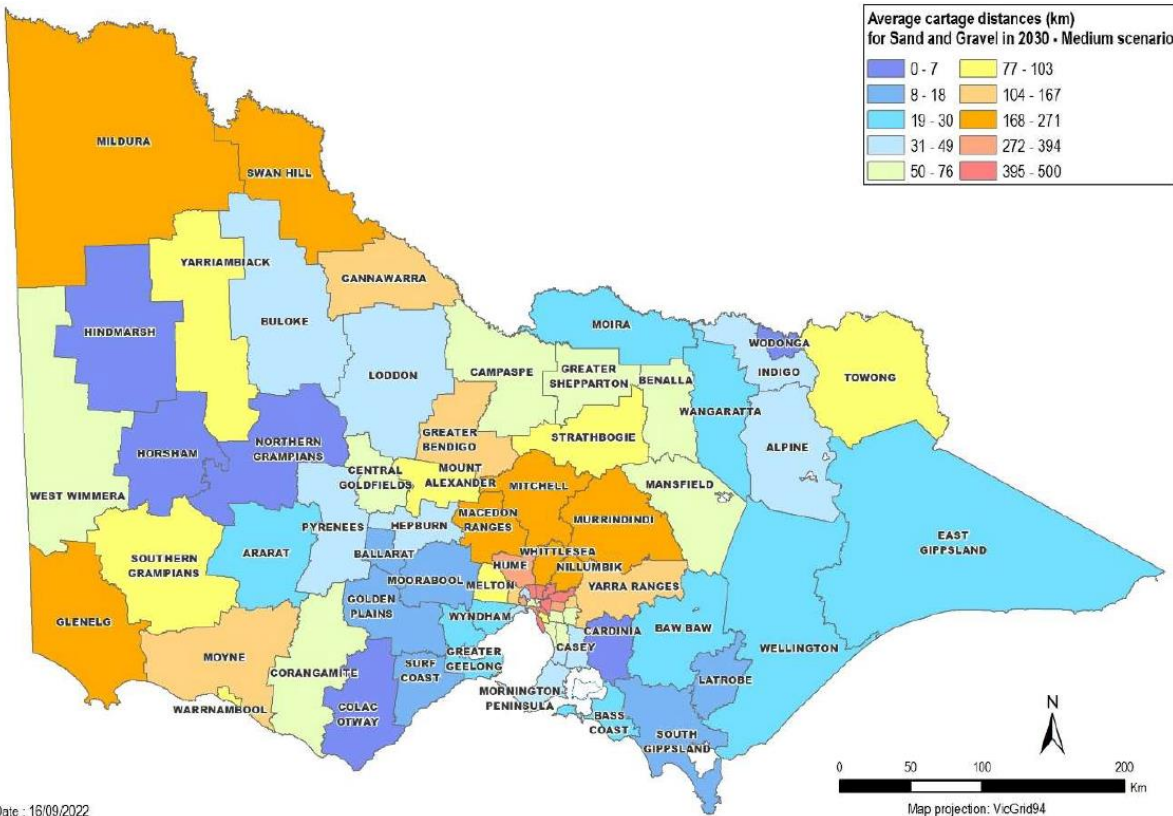 Average cartage distances (km)
for Sand and Gravel in 2030 - Medium scenario
0 - 7
77 - 103
8 - 18
104 - 167
19 - 30
168 - 271
31 - 49
272 - 394
50 - 76
395 - 500
MILDURA
SWAN HILL
YARRIAMBIACK
GANNAWARRA
HINDMARSH
BULOKE
MOIRA
WODONGA
INDIGO
LODDON
CAMPASPE
GREATER
SHEPPARTON
BENALLA
TOWONG
WANGARATTA
GREATER
BENDIGO
STRATHBOGIE
ALPINE
HORSHAM
NORTHERN
GRAMPIANS
CENTRAL
GOLDFIELDS
MOUNT
ALEXANDER
MITCHELL
MANSFIELD
WEST WIMMERA
MACEDON
RANGES
MURRINDINDI
PYRENEES
HEPBURN
EAST
GIPPSLAND
SOUTHERN
GRAMPIANS
ARARAT
BALLARAT
WHITTLESEA
HUME
NILLUMBIK
MOORABOOL
MELTON
YARRA RANGES
GOLDEN
PLAINS
GLENELG
WYNDHAM
CARDINIA
BAW BAW
MOYNE
CORANGAMITE
GREATER
GEELONG
CASEY
WELLINGTON
SURF
COAST
LATROBE
WARRNAMBOOL
COLAC
OTWAY
MORNINGTON
PENINSULA
BASS
COAST
SOUTH
GIPPSLAND
N
0 50 100 200
Km
Map projection: VicGrid94
Date : 16/09/2022